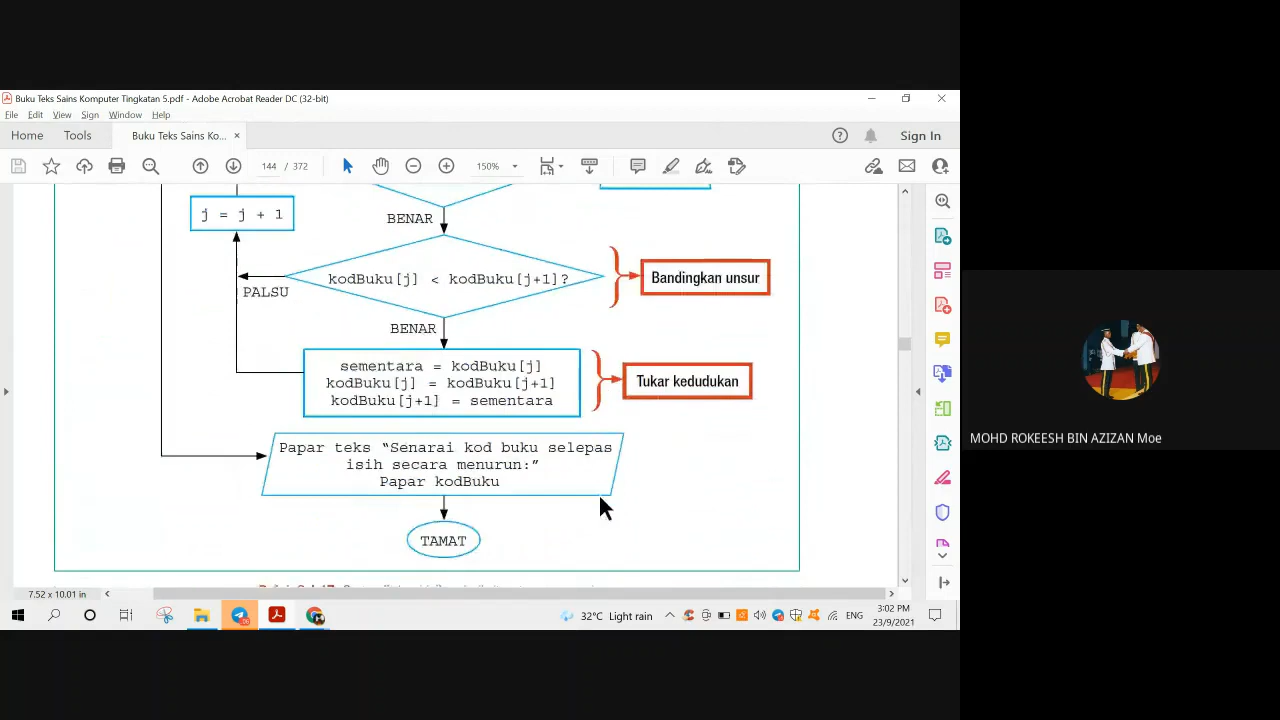 Buku Teks Sains Komputer Tingkatan 5.pdf - Adobe Acrobat Reader DC (32-bit)
File Edit View Sign Window Help
Home Tools Buku Teks Sains Ko... × Sign In
144 / 372 150%
j = j + 1
BENAR
kodBuku[j] < kodBuku[j+1]?
Bandingkan unsur
PALSU
BENAR
sementara = kodBuku[j]
kodBuku[j] = kodBuku[j+1]
kodBuku[j+1] = sementara
Tukar kedudukan
Papar teks “Senarai kod buku selepas
isih secara menurun:”
Papar kodBuku
TAMAT
7.52 x 10.01 in
32°C Light rain
ENG
3:02 PM
23/9/2021
MOHD ROKEESH BIN AZIZAN Moe